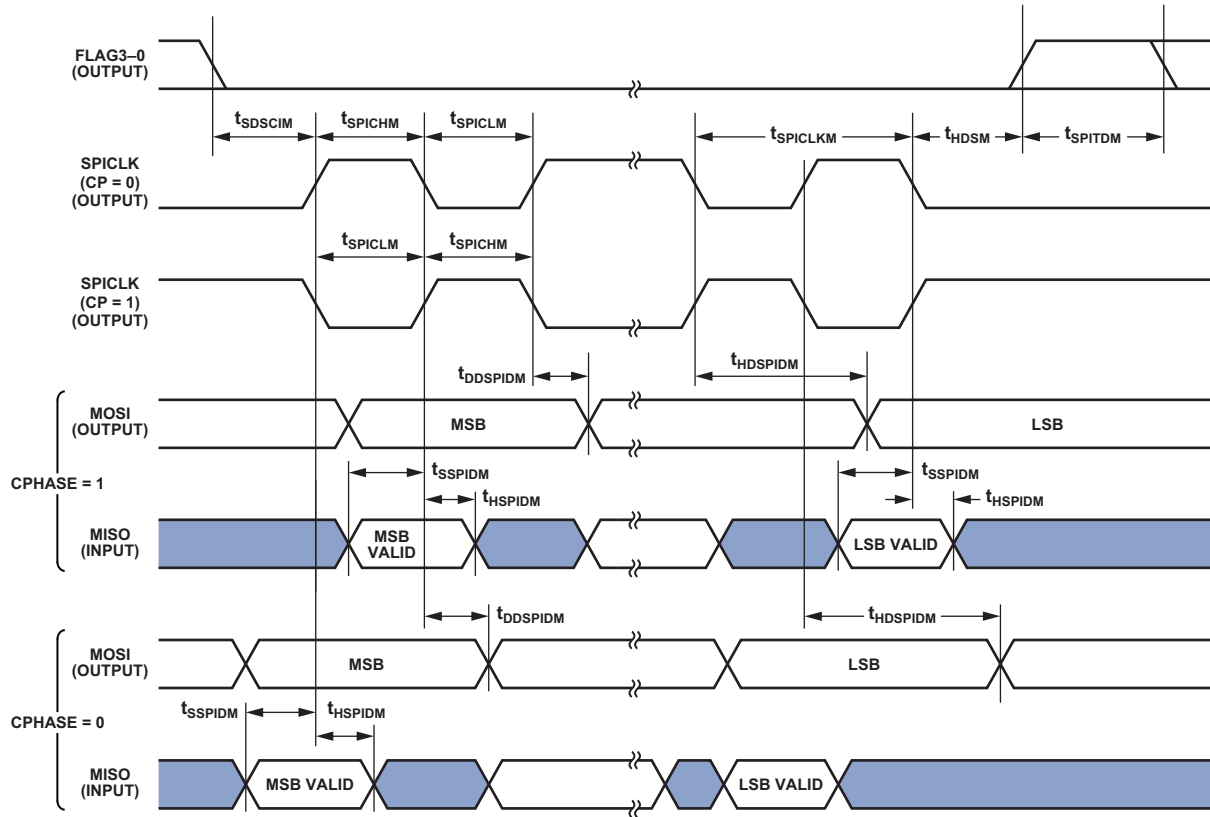 FLAG3–0
(OUTPUT)
tSDSCIM
tSPICHM
tSPICLM
tSPICLKM
tHDSM
tSPITDM
SPICLK
(CP = 0)
(OUTPUT)
tSPICLM
tSPICHM
SPICLK
(CP = 1)
(OUTPUT)
tDDSPIDM
tHDSPIDM
MOSI
(OUTPUT)
MSB
LSB
CPHASE = 1
tSSPIDM
tHSPIDM
tSSPIDM
tHSPIDM
MISO
(INPUT)
MSB
VALID
LSB VALID
tDDSPIDM
tHDSPIDM
MOSI
(OUTPUT)
MSB
LSB
CPHASE = 0
tSSPIDM
tHSPIDM
MISO
(INPUT)
MSB VALID
LSB VALID